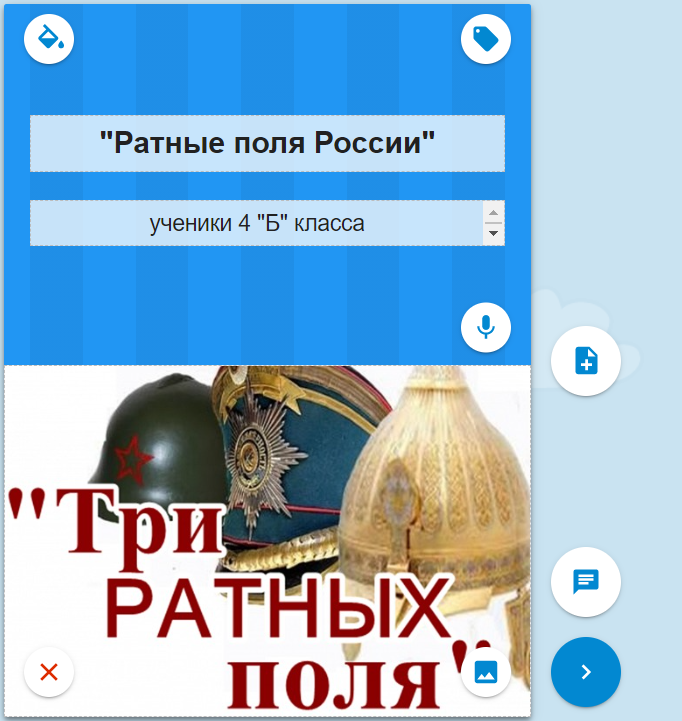 "Ратные поля России"
ученики 4 "Б" класса
"Три
РАТНЫХ
поля"